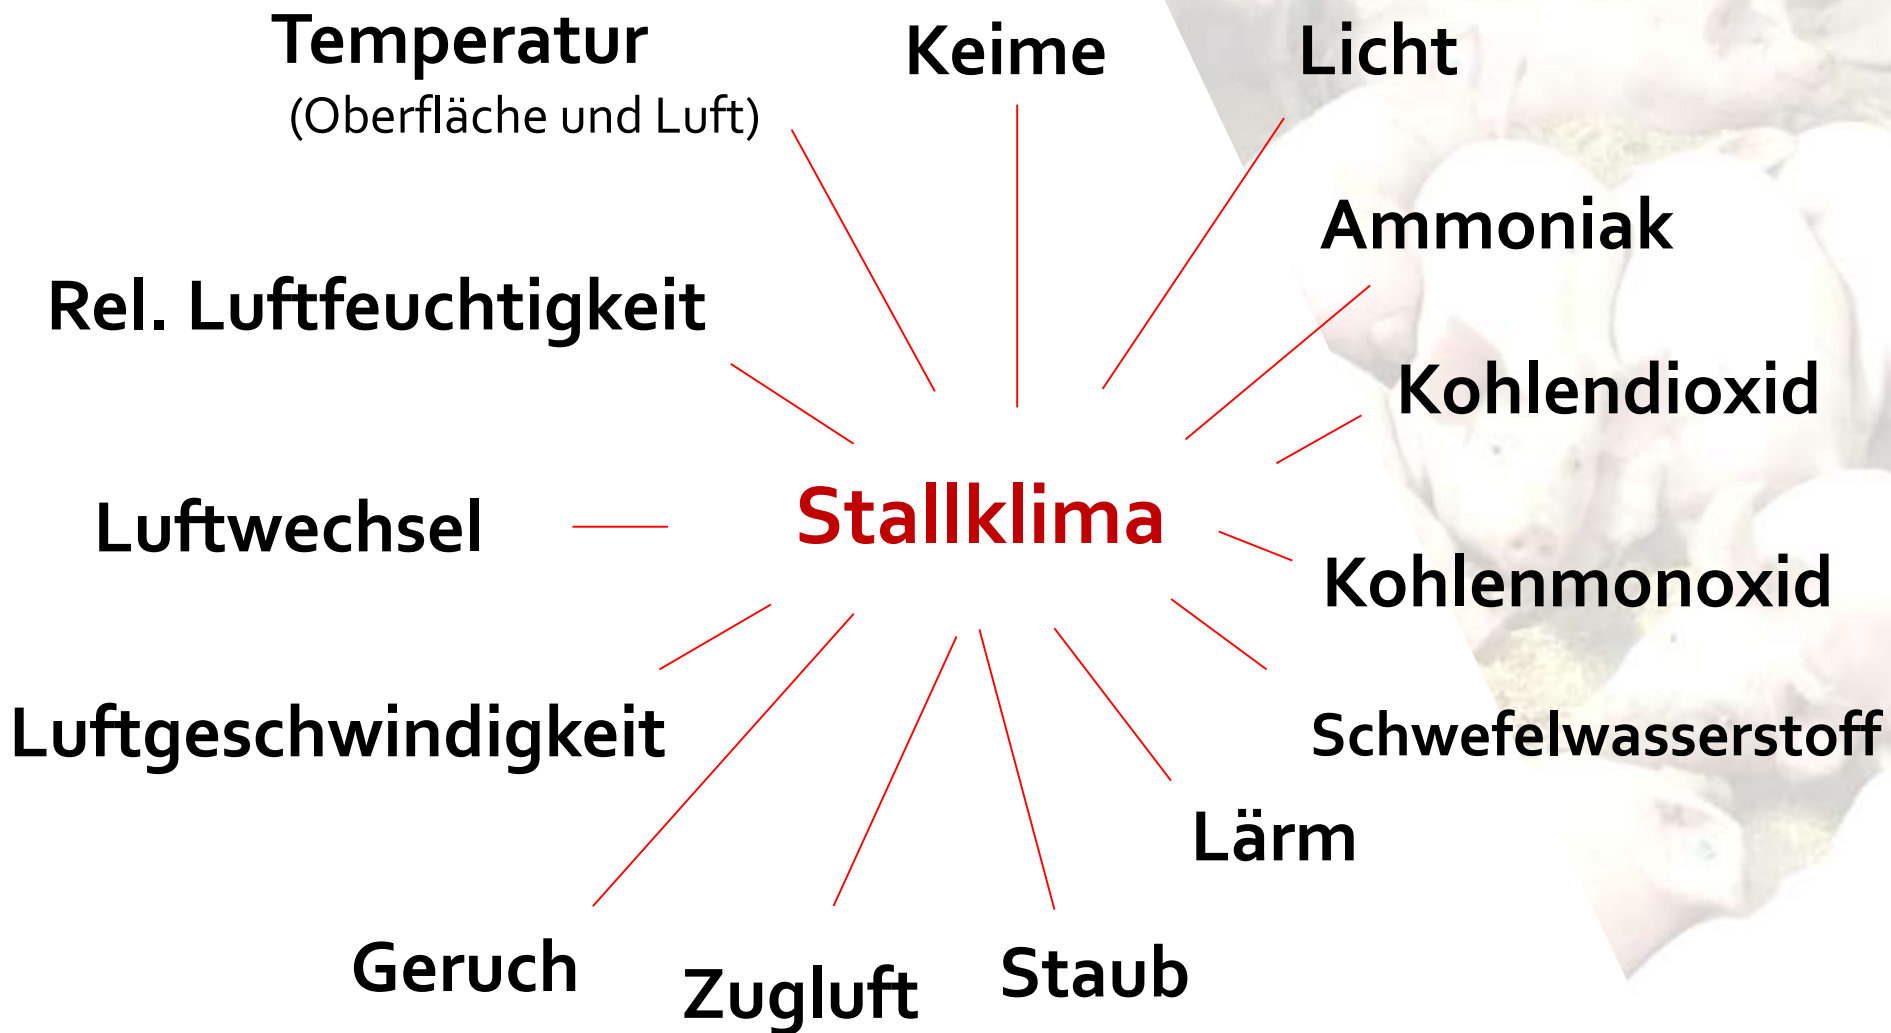 Temperatur
(Oberfläche und Luft)
Keime
Licht
Ammoniak
Rel. Luftfeuchtigkeit
Kohlendioxid
Luftwechsel
Stallklima
Kohlenmonoxid
Luftgeschwindigkeit
Schwefelwasserstoff
Lärm
Geruch
Zugluft
Staub